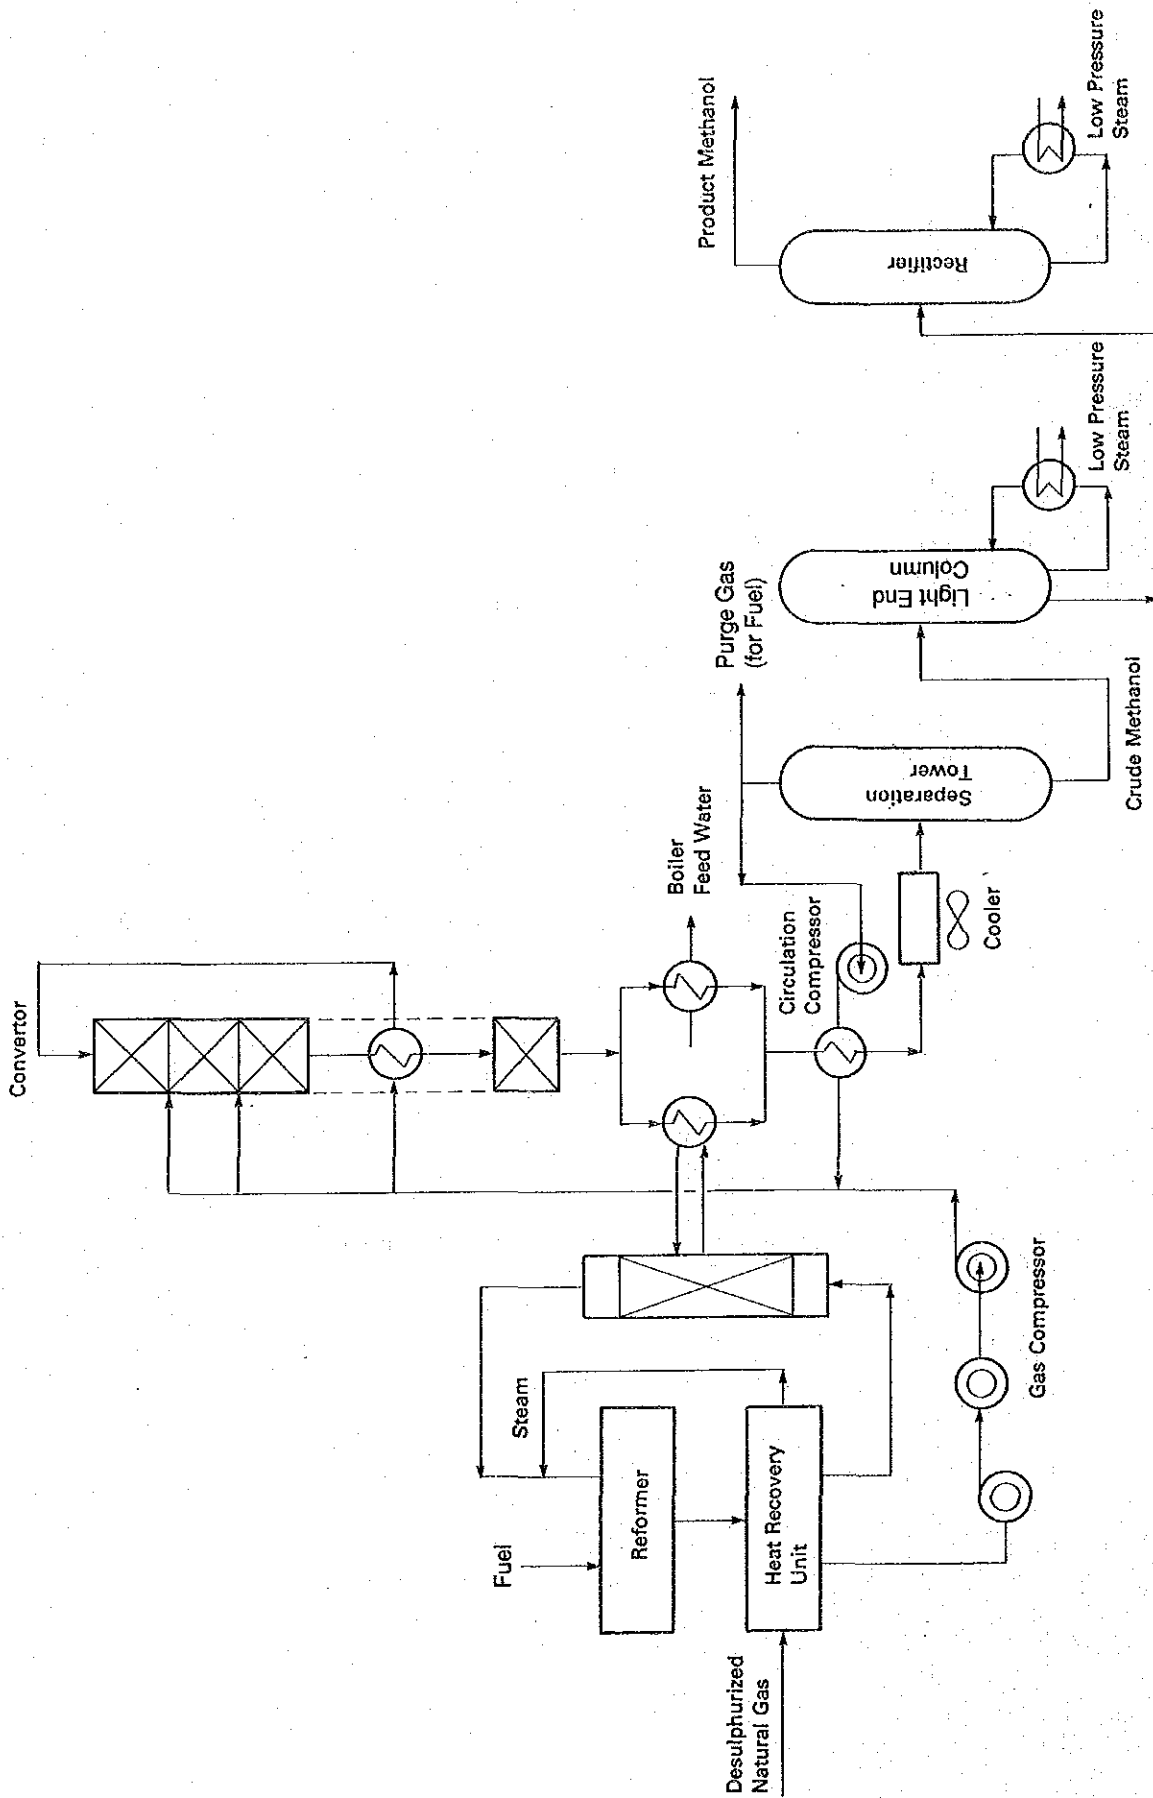 Convertor
Fuel
Steam
Reformer
Heat Recovery
Unit
Desulphurized
Natural Gas
Gas Compressor
Boiler
Feed Water
Circulation
Compressor
Cooler
Purge Gas
(for Fuel)
Separation
Tower
Crude Methanol
Light End
Column
Low Pressure
Steam
Product Methanol
Rectifier
Low Pressure
Steam